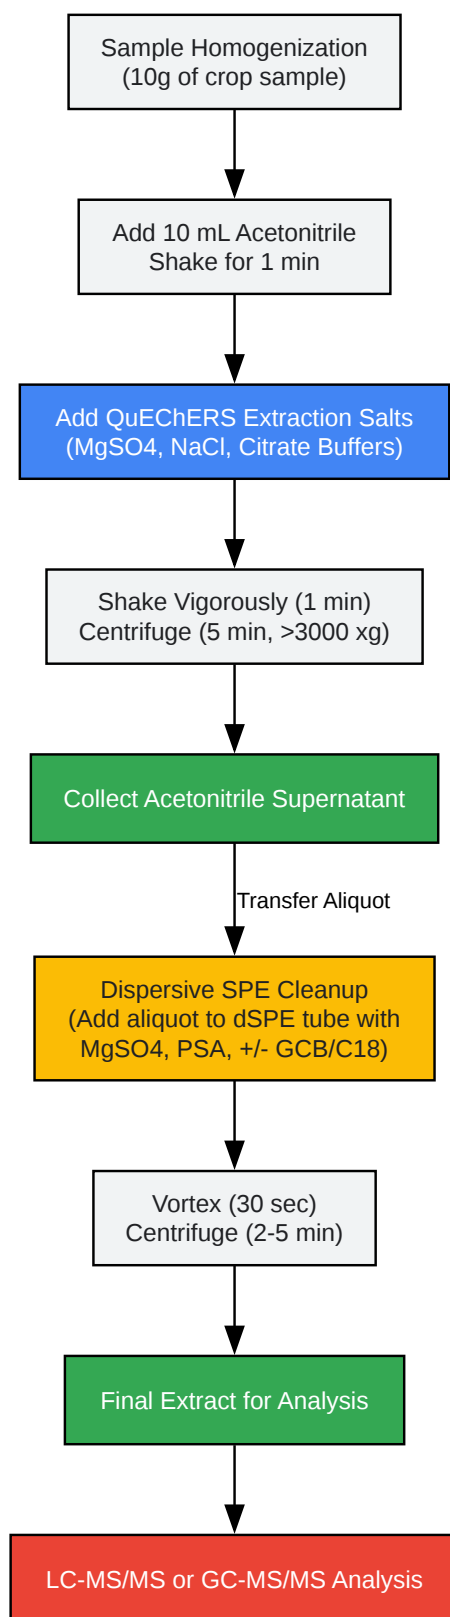 Sample Homogenization
(10g of crop sample)
Add 10 mL Acetonitrile
Shake for 1 min
Add QuEChERS Extraction Salts
(MgSO4, NaCl, Citrate Buffers)
Shake Vigorously (1 min)
Centrifuge (5 min, >3000 xg)
Collect Acetonitrile Supernatant
Transfer Aliquot
Dispersive SPE Cleanup
(Add aliquot to dSPE tube with
MgSO4, PSA, +/- GCB/C18)
Vortex (30 sec)
Centrifuge (2-5 min)
Final Extract for Analysis
LC-MS/MS or GC-MS/MS Analysis